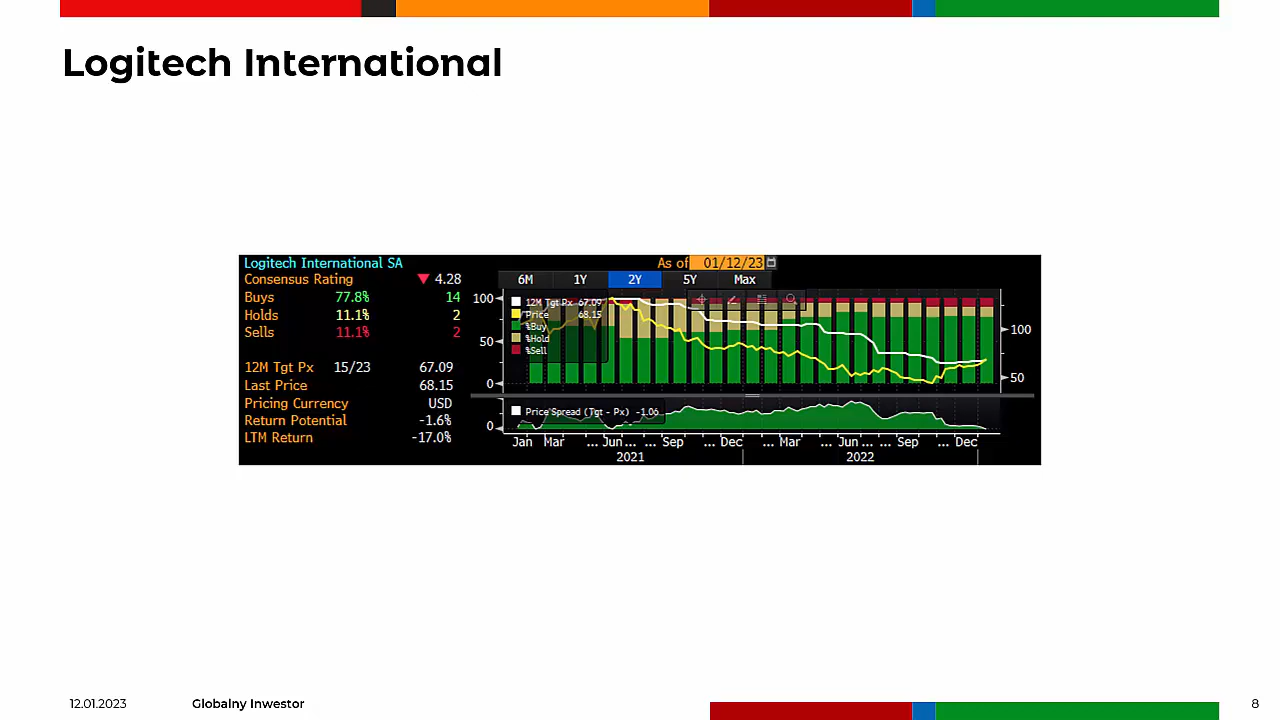 Logitech International
Logitech International SA
As of 01/12/23
Consensus Rating 4.28
6M 1Y 2Y 5Y Max
Buys 77.8% 14
Holds 11.1% 2
Sells 11.1% 2
12M Tgt Px 15/23 67.09
Last Price 68.15
Pricing Currency USD
Return Potential -1.6%
LTM Return -17.0%
100
50
0
12M Tgt Px 67.09
Price 68.15
%Buy
%Hold
%Sell
100
50
Price Spread (Tgt - Px) -1.06
0
Jan Mar ... Jun ... ... Sep ... Dec ... Mar ... Jun ... ... Sep ... Dec
2021 2022
12.01.2023 Globalny Inwestor 8